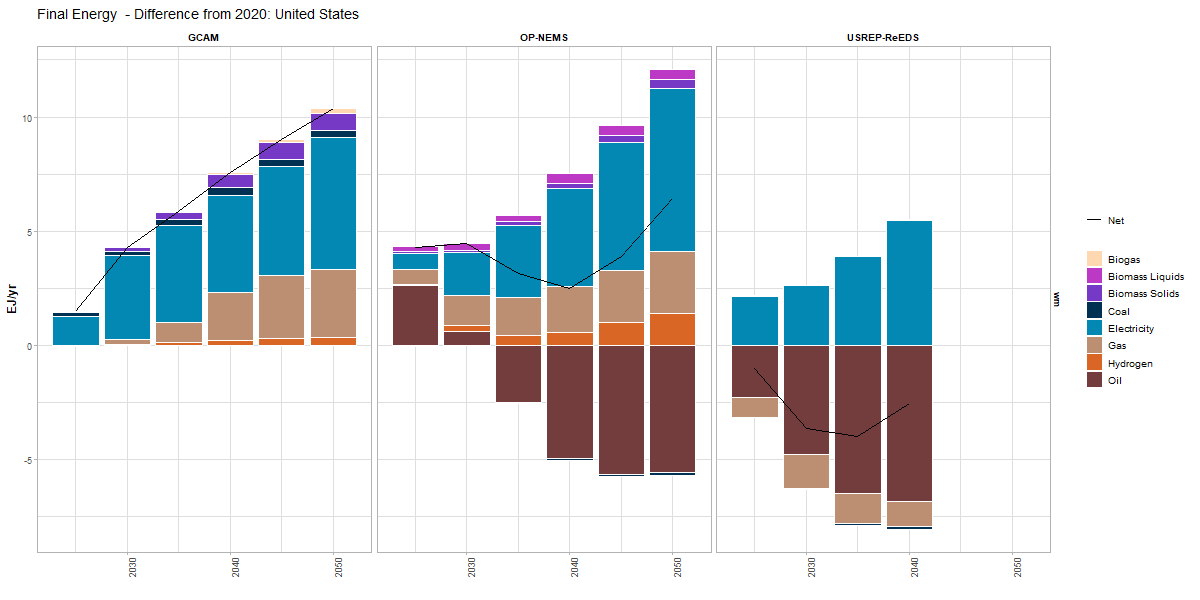 Final Energy  - Difference from 2020: United States
GCAM
OP-NEMS
USREP-ReEDS
EJ/yr
10
5
0
-5
2030
2040
2050
2030
2040
2050
2030
2040
2050
wm
Net
Biogas
Biomass Liquids
Biomass Solids
Coal
Electricity
Gas
Hydrogen
Oil